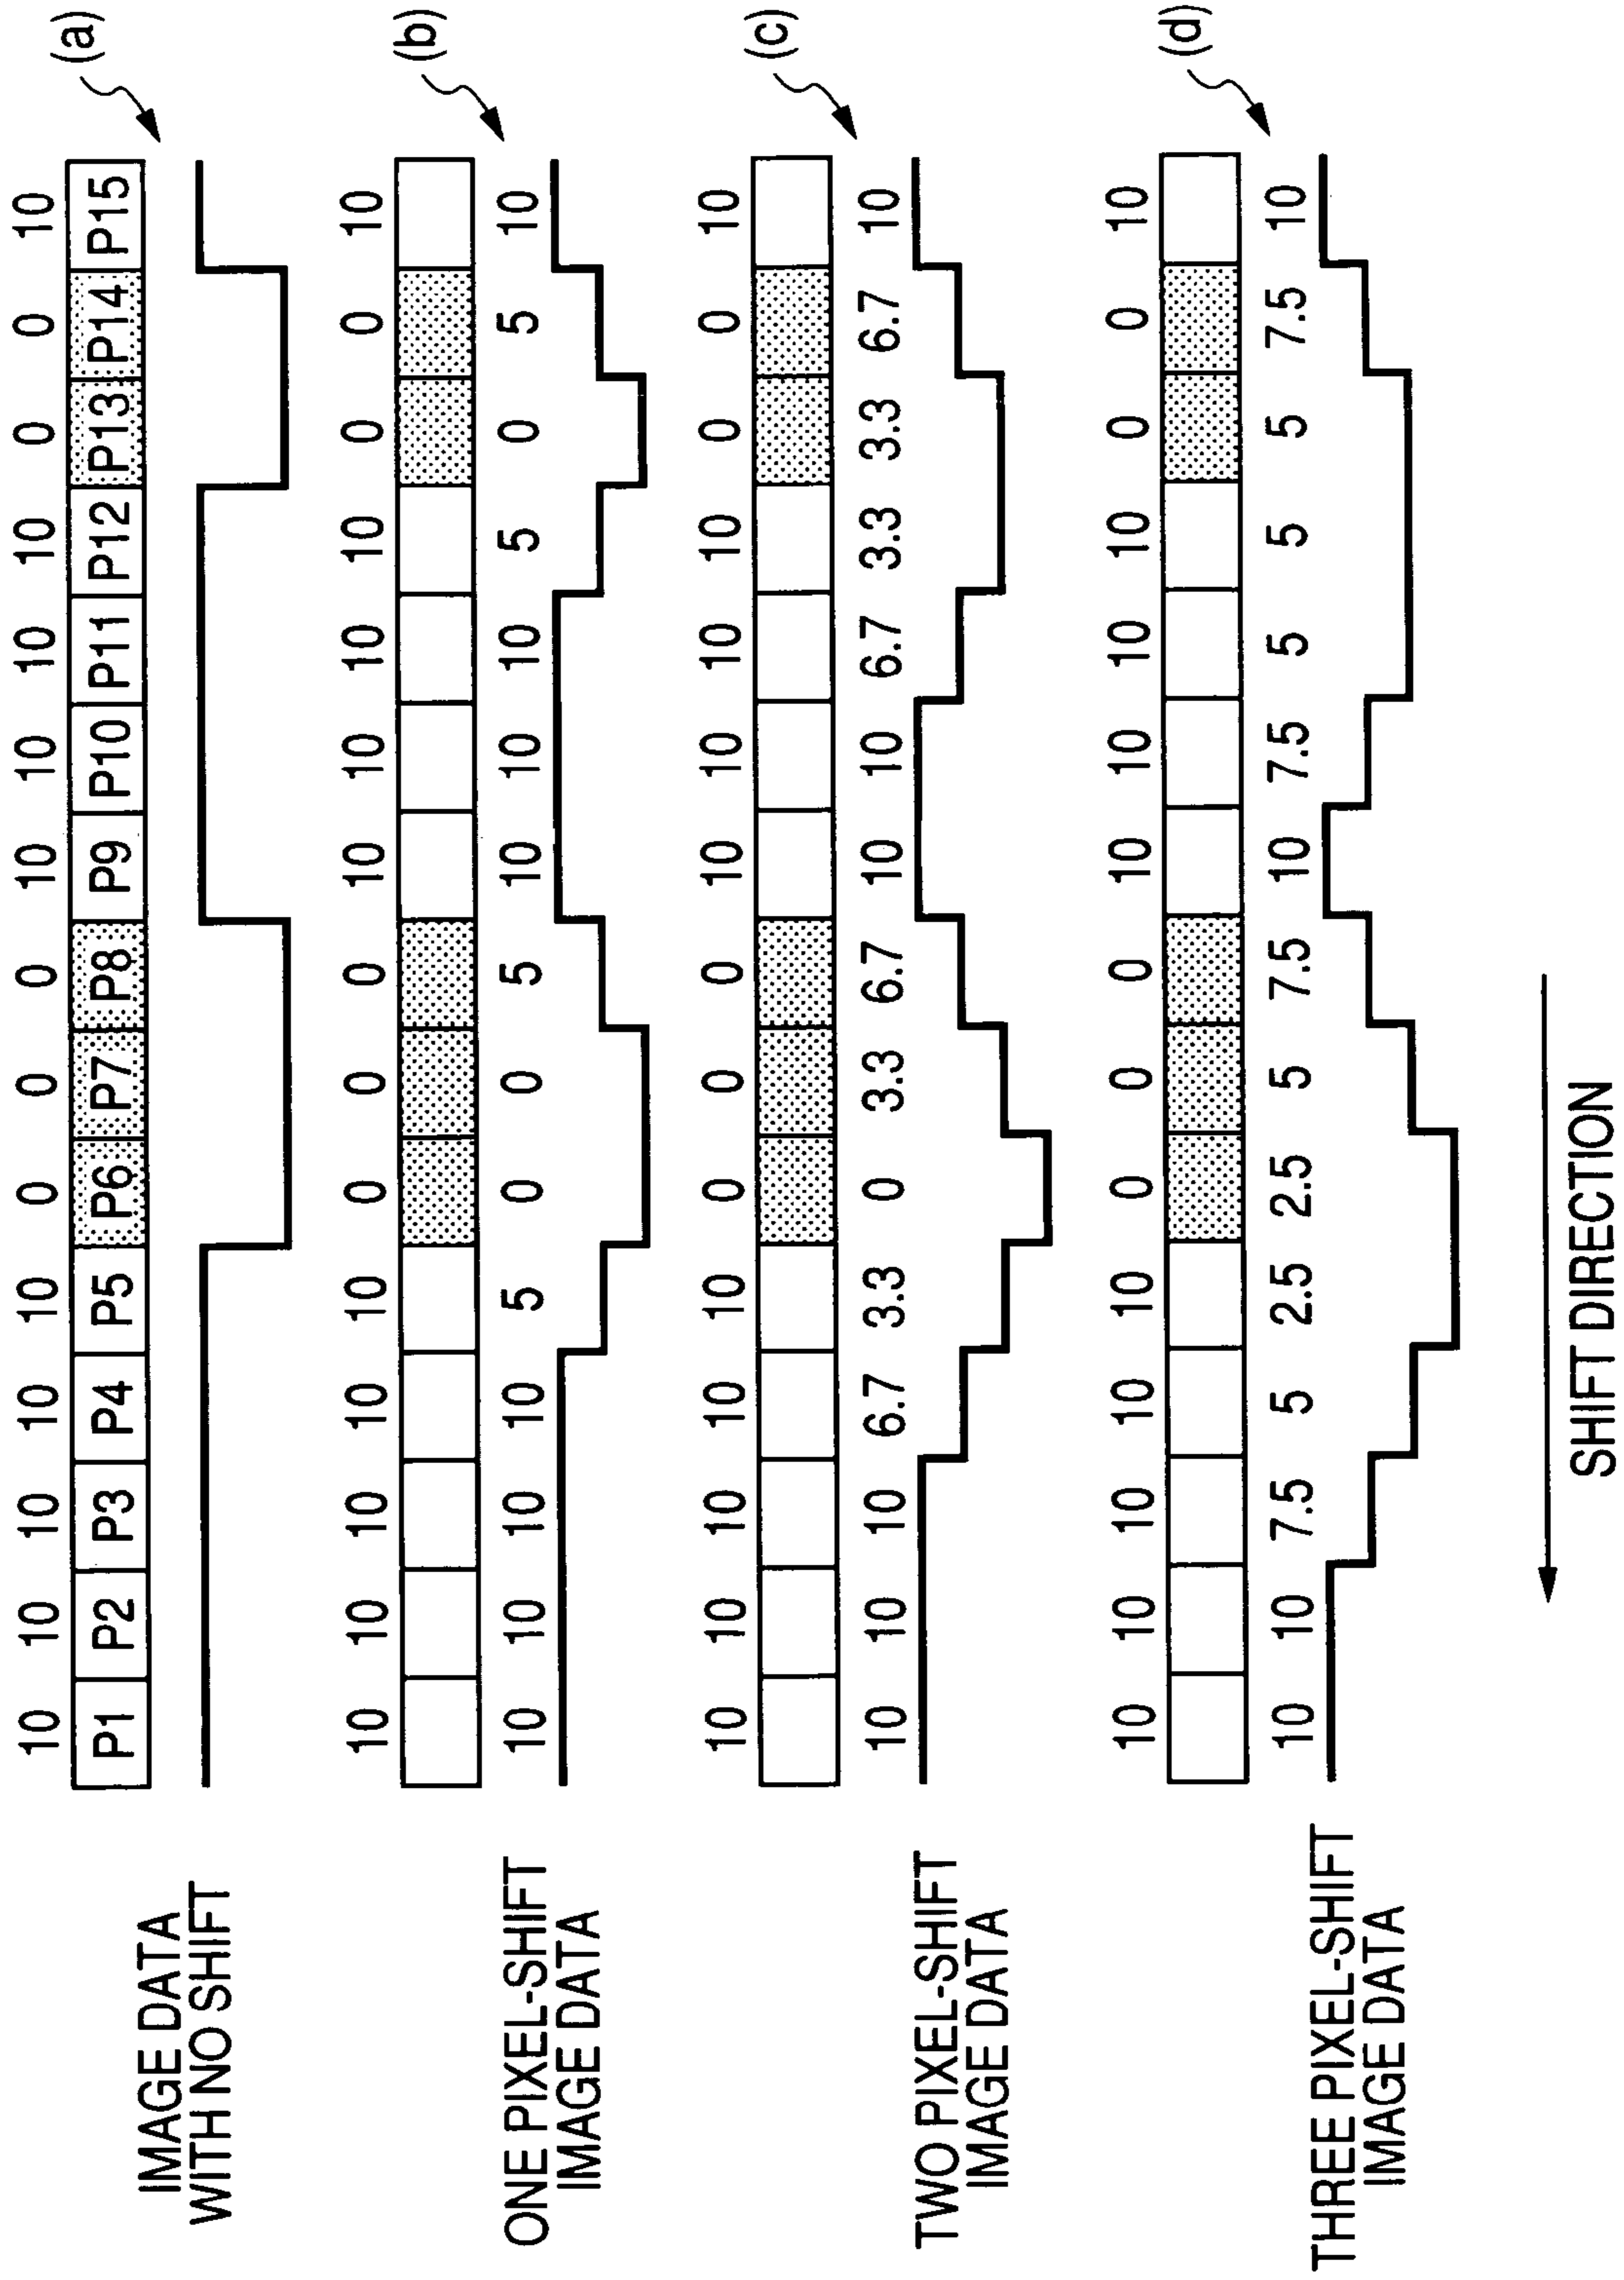 (a)
10 10 10 10 10 0 0 0 10 10 10 10 0 0 10
P1 P2 P3 P4 P5 P6 P7 P8 P9 P10 P11 P12 P13 P14 P15
IMAGE DATA
WITH NO SHIFT
(b)
10 10 10 10 10 0 0 0 10 10 10 10 0 0 10
10 10 10 10 5 0 0 5 10 10 10 5 0 5 10
ONE PIXEL-SHIFT
IMAGE DATA
(c)
10 10 10 10 10 0 0 0 10 10 10 10 0 0 10
10 10 10 6.7 3.3 0 3.3 6.7 10 10 6.7 3.3 3.3 6.7 10
TWO PIXEL-SHIFT
IMAGE DATA
(d)
10 10 10 10 10 0 0 0 10 10 10 10 0 0 10
10 10 7.5 5 2.5 2.5 5 7.5 10 7.5 5 5 5 7.5 10
THREE PIXEL-SHIFT
IMAGE DATA
SHIFT DIRECTION